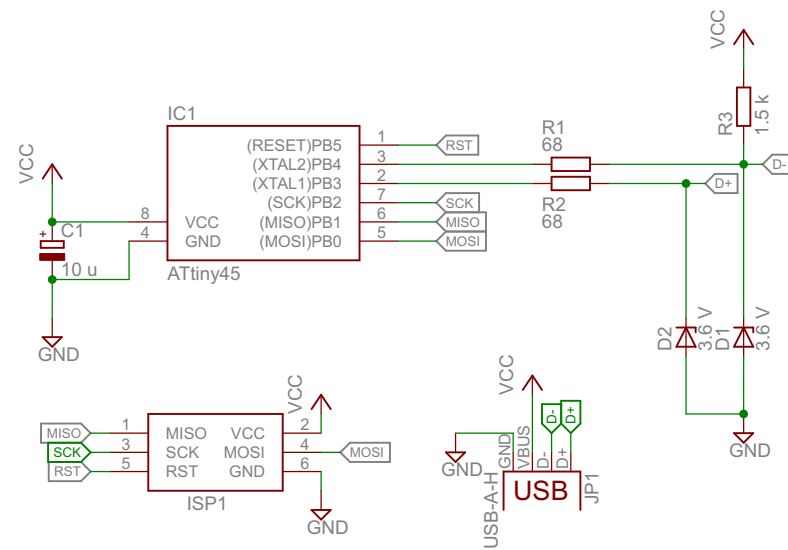 VCC
IC1
R1
68
R3
1.5 k
(RESET)PB5
1
RST
(XTAL2)PB4
3
D-
(XTAL1)PB3
2
D+
R2
68
VCC
(SCK)PB2
7
SCK
8
VCC
(MISO)PB1
6
MISO
4
GND
(MOSI)PB0
5
MOSI
+
C1
10 u
ATtiny45
GND
D2
3.6 V
D1
3.6 V
GND
VCC
MISO
1
MISO
VCC
2
SCK
3
SCK
MOSI
4
MOSI
RST
5
RST
GND
6
ISP1
GND
VCC
D-
D+
GND
GND
VBUS
D-
D+
USB
USB-A-H
JP1